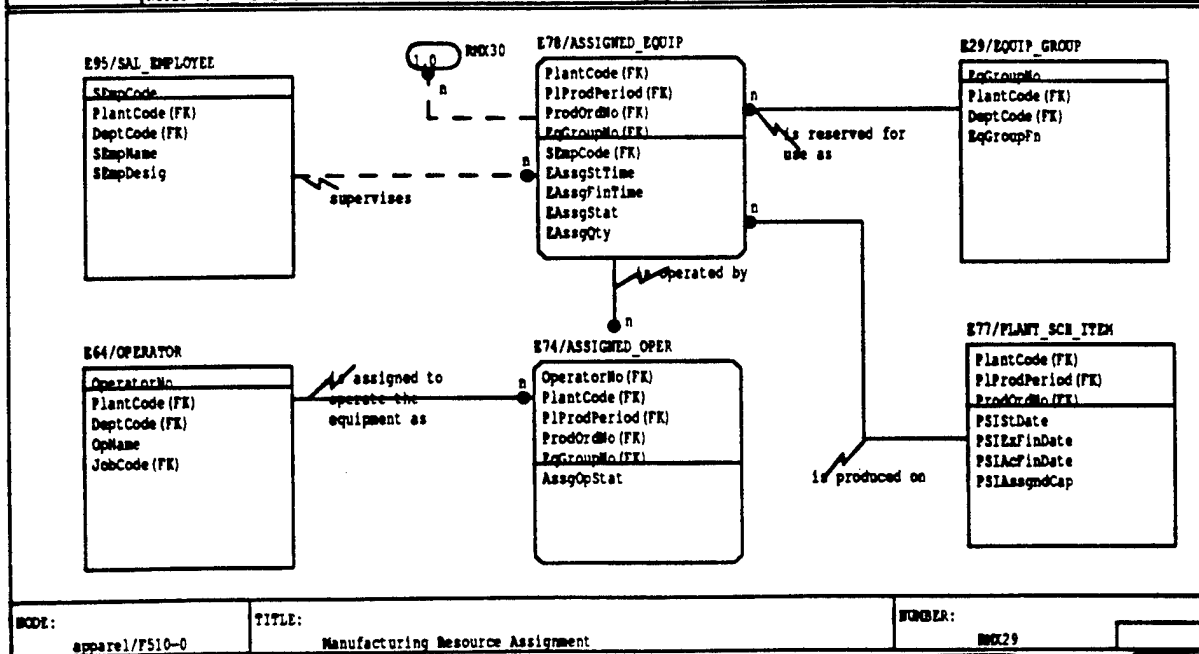 E95/SAL_EMPLOYEE
SEmpCode
PlantCode(FK)
DeptCode(FK)
SEmpName
SEmpDesig
supervises
1.0
RMX30
n
n
E78/ASSIGNED_EQUIP
PlantCode(FK)
PlProdPeriod(FK)
ProdOrdNo(FK)
EqGroupNo(FK)
SEmpCode(FK)
EAssgStTime
EAssgFinTime
EAssgStat
EAssgQty
n
is reserved for
use as
n
E29/EQUIP_GROUP
EqGroupNo
PlantCode(FK)
DeptCode(FK)
EqGroupFn
is operated by
n
E64/OPERATOR
OperatorNo
PlantCode(FK)
DeptCode(FK)
OpName
JobCode(FK)
is assigned to
operate the
equipment as
n
E74/ASSIGNED_OPER
OperatorNo(FK)
PlantCode(FK)
PlProdPeriod(FK)
ProdOrdNo(FK)
EqGroupNo(FK)
AssgOpStat
is produced on
E77/PLANT_SCH_ITEM
PlantCode(FK)
PlProdPeriod(FK)
ProdOrdNo(FK)
PSIStDate
PSIExFinDate
PSIAcFinDate
PSIAssgndCap
NODE:
apparel/F510-0
TITLE:
Manufacturing Resource Assignment
NUMBER:
RMX29